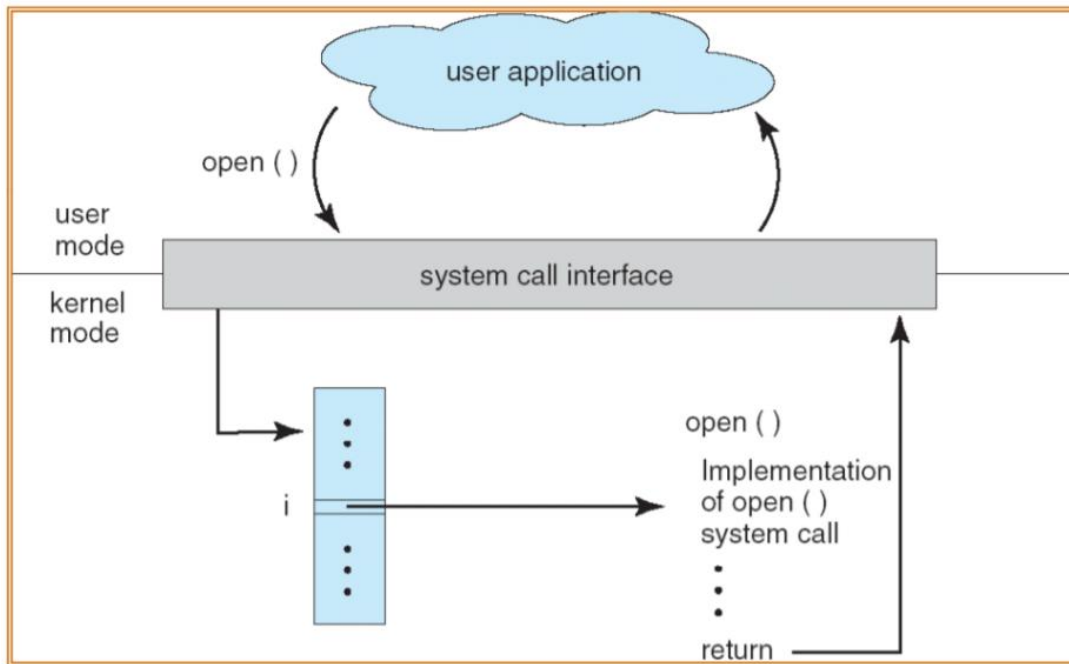 user application
open ( )
user
mode
system call interface
kernel
mode
open ( )
Implementation
of open ( )
system call
i
return